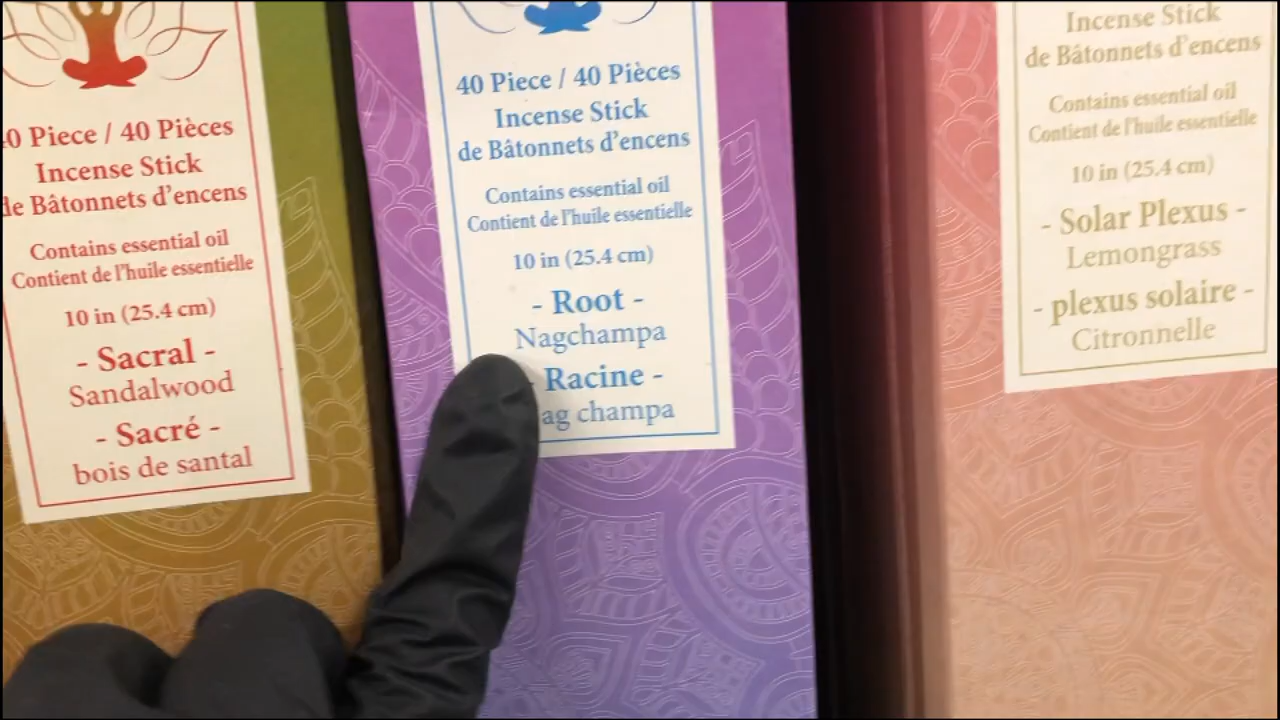 0 Piece / 40 Pièces
Incense Stick
de Bâtonnets d'encens
Contains essential oil
Contient de l'huile essentielle
10 in (25.4 cm)
- Sacral -
Sandalwood
- Sacré -
bois de santal
40 Piece / 40 Pièces
Incense Stick
de Bâtonnets d'encens
Contains essential oil
Contient de l'huile essentielle
10 in (25.4 cm)
- Root -
Nagchampa
- Racine -
ag champa
Incense Stick
de Bâtonnets d'encens
Contains essential oil
Contient de l'huile essentielle
10 in (25.4 cm)
- Solar Plexus -
Lemongrass
- plexus solaire -
Citronnelle